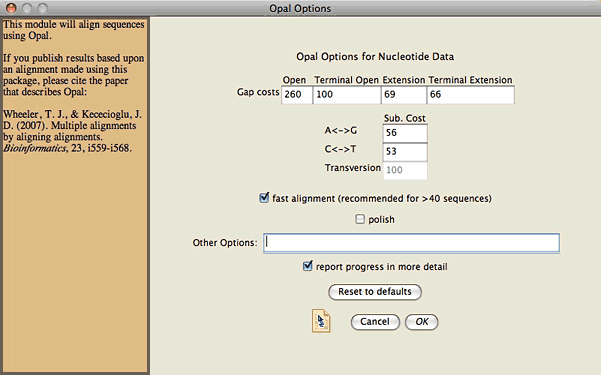 Opal Options
This module will align sequences
using Opal.
If you publish results based upon
an alignment made using this
package, please cite the paper
that describes Opal:
Wheeler, T. J., & Kececioglu, J.
D. (2007). Multiple alignments
by aligning alignments.
Bioinformatics, 23, i559-i568.
Opal Options for Nucleotide Data
Open Terminal Open Extension Terminal Extension
Gap costs 260 100 69 66
Sub. Cost
A<->G 56
C<->T 53
Transversion 100
fast alignment (recommended for >40 sequences)
polish
Other Options:
report progress in more detail
Reset to defaults
Cancel OK